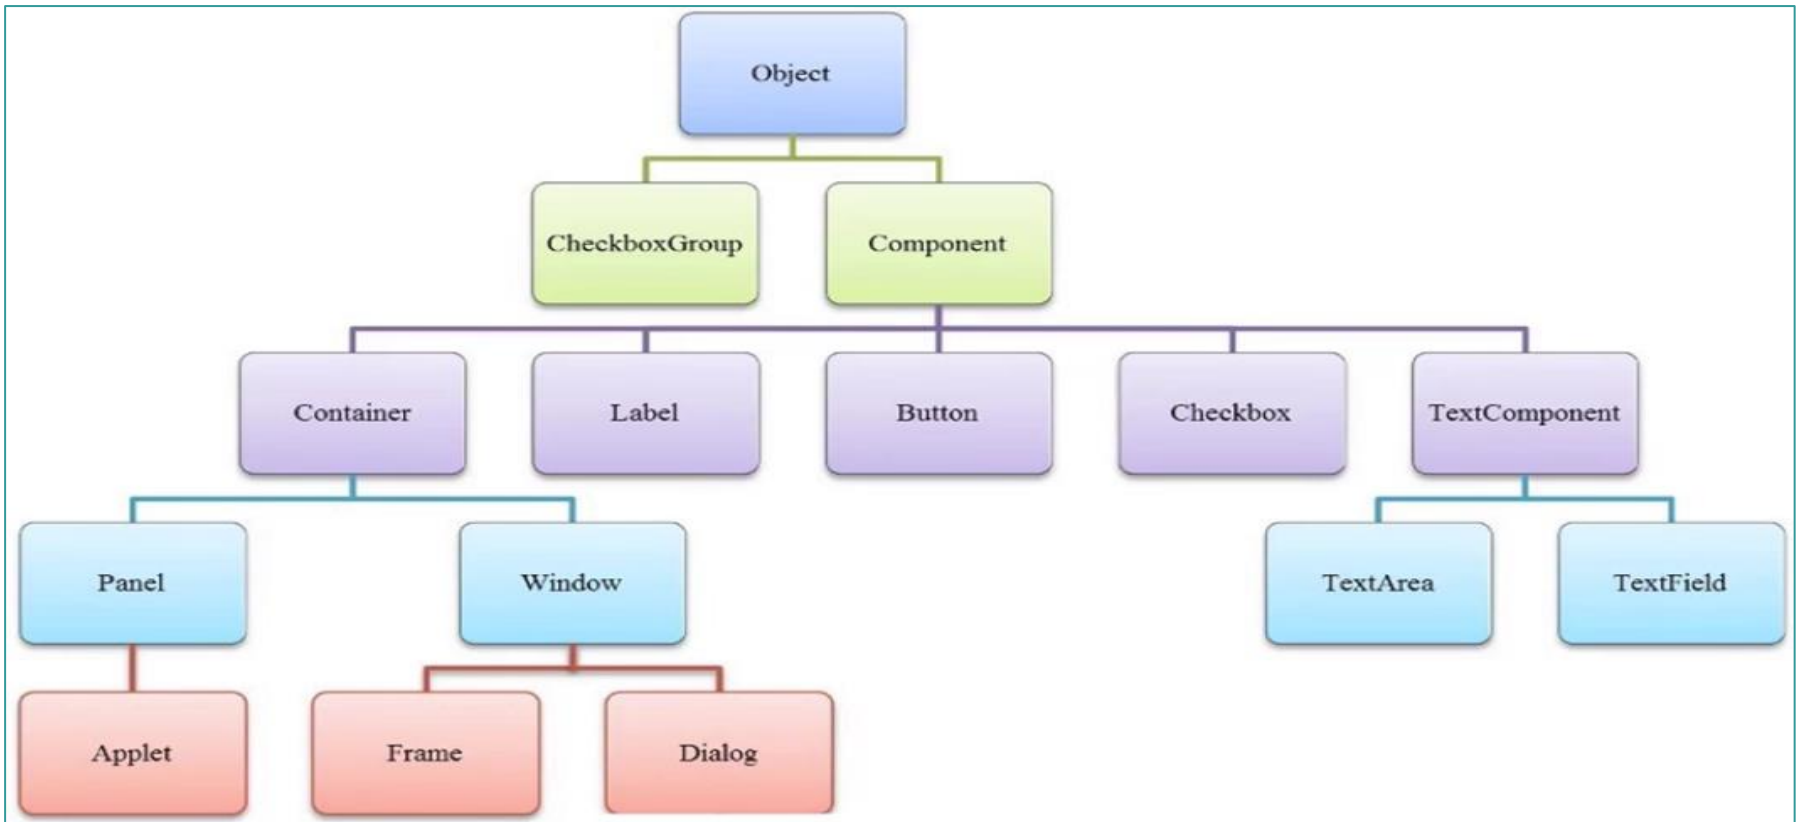 Object
CheckboxGroup
Component
Container
Label
Button
Checkbox
TextComponent
Panel
Window
TextArea
TextField
Applet
Frame
Dialog